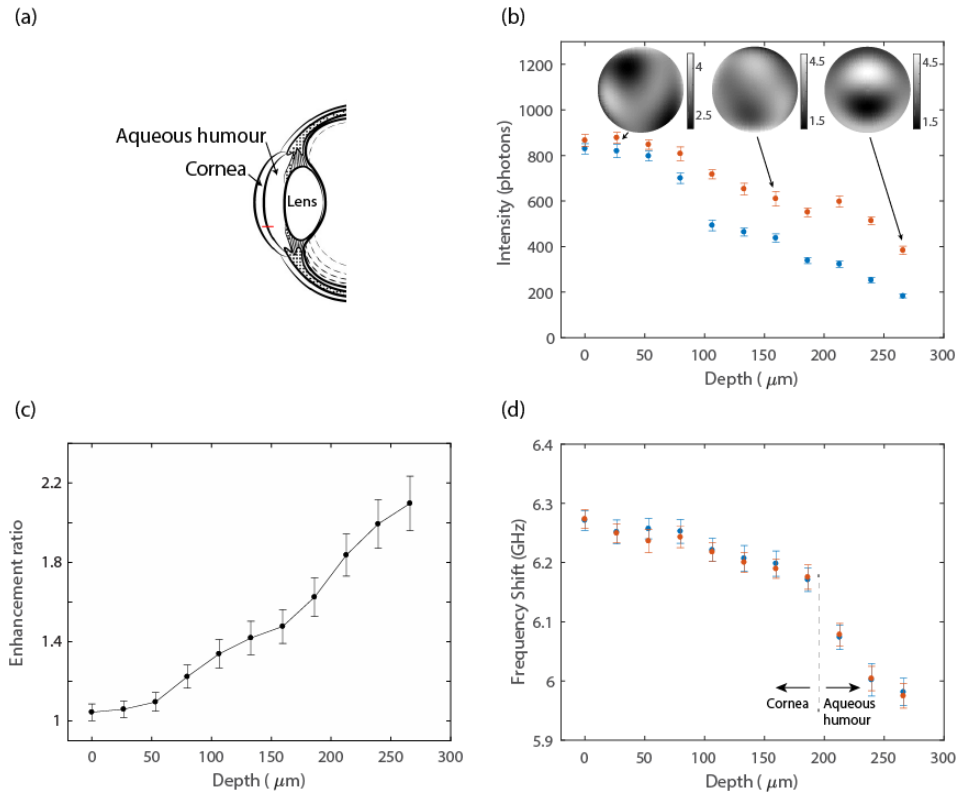 (a)
Aqueous humour
Cornea
Lens
(b)
1200
1000
800
600
400
200
0
Intensity (photons)
4
2.5
4.5
1.5
4.5
1.5
0
50
100
150
200
250
300
Depth ( μm)
(c)
2.2
1.8
1.4
1
Enhancement ratio
0
50
100
150
200
250
300
Depth ( μm)
(d)
6.4
6.3
6.2
6.1
6
5.9
Frequency Shift (GHz)
Cornea
Aqueous
humour
0
50
100
150
200
250
300
Depth ( μm)